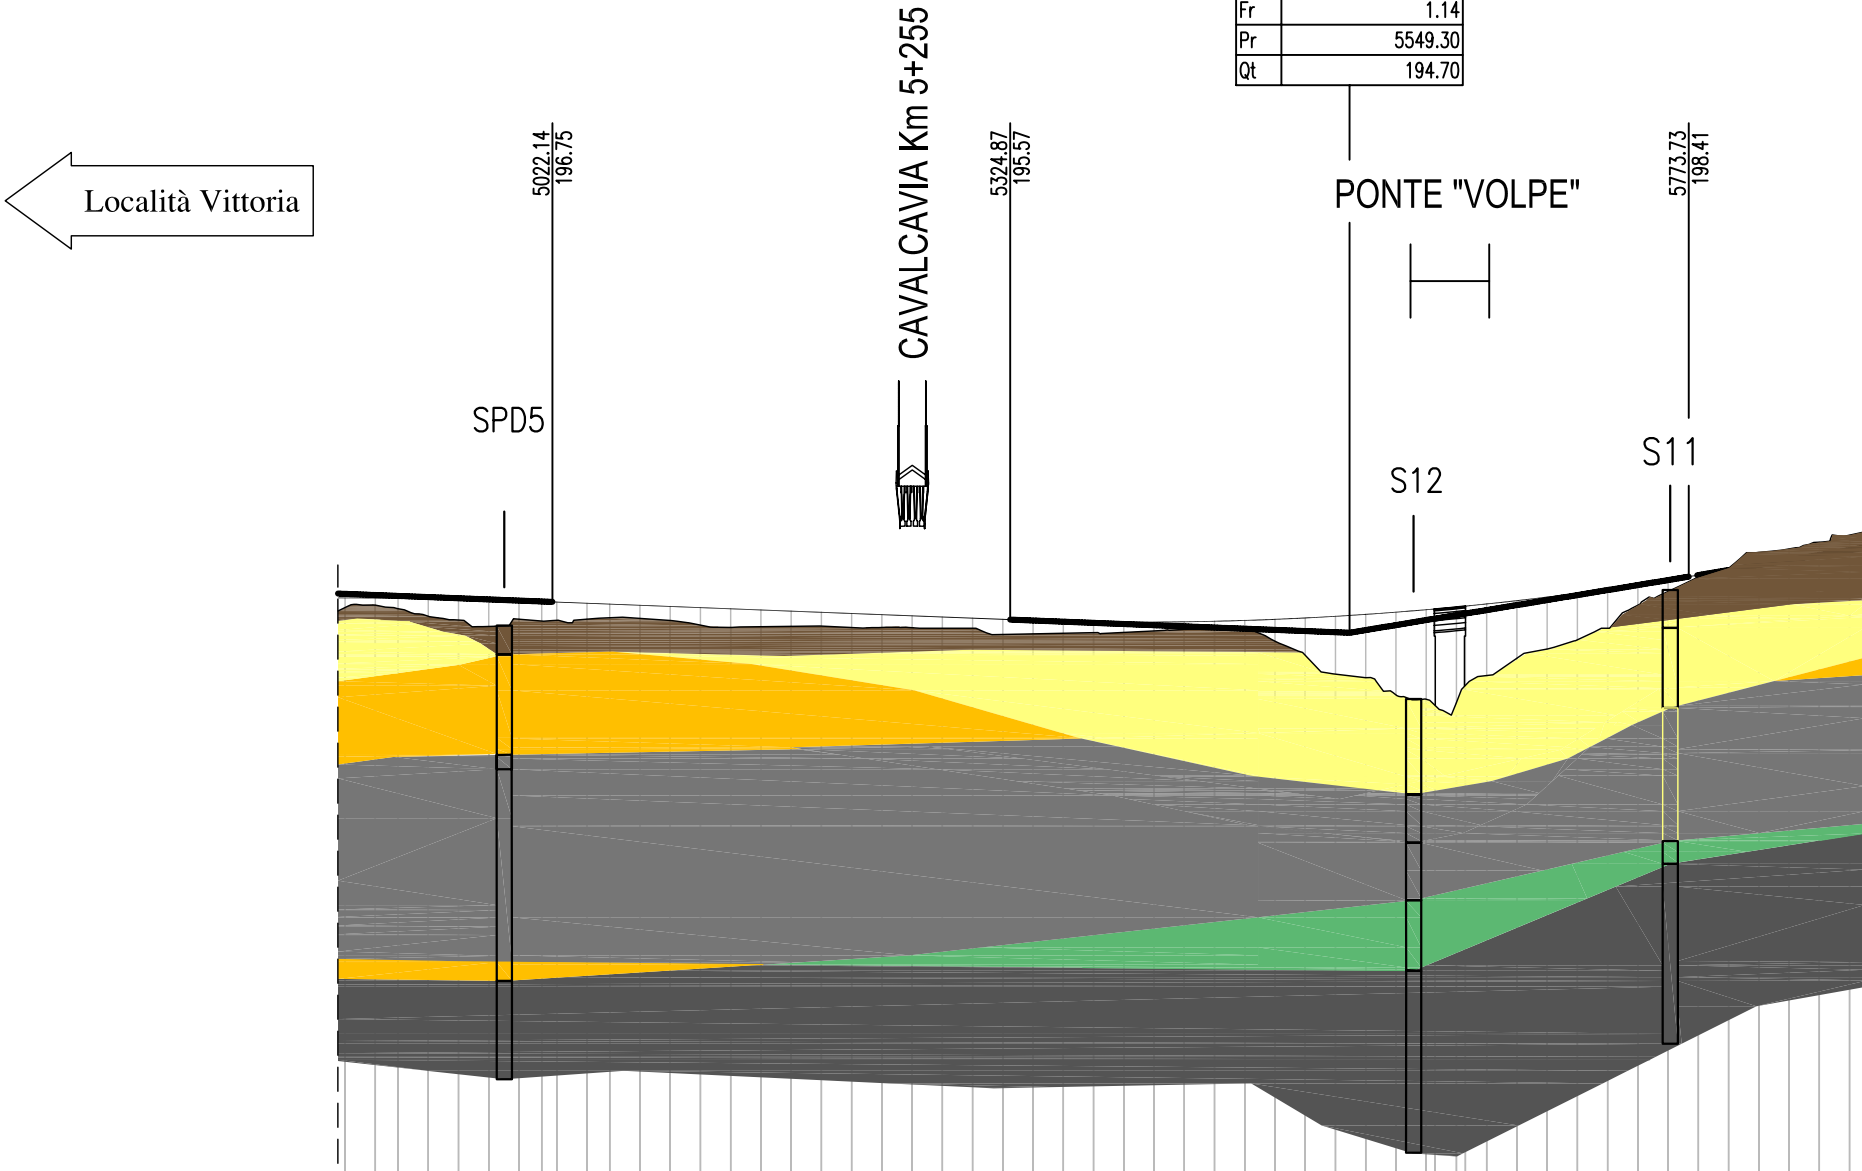 Fr 1.14
Pr 5549.30
Qt 194.70
CAVALCAVIA Km 5+255
5022.14
196.75
5324.87
195.57
5773.73
198.41
Località Vittoria
PONTE "VOLPE"
SPD5
S12
S11